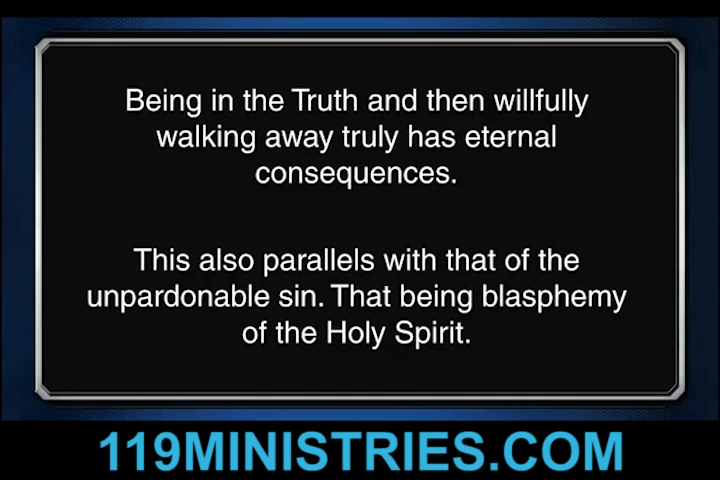 Being in the Truth and then willfully
walking away truly has eternal
consequences.
This also parallels with that of the
unpardonable sin. That being blasphemy
of the Holy Spirit.
119MINISTRIES.COM